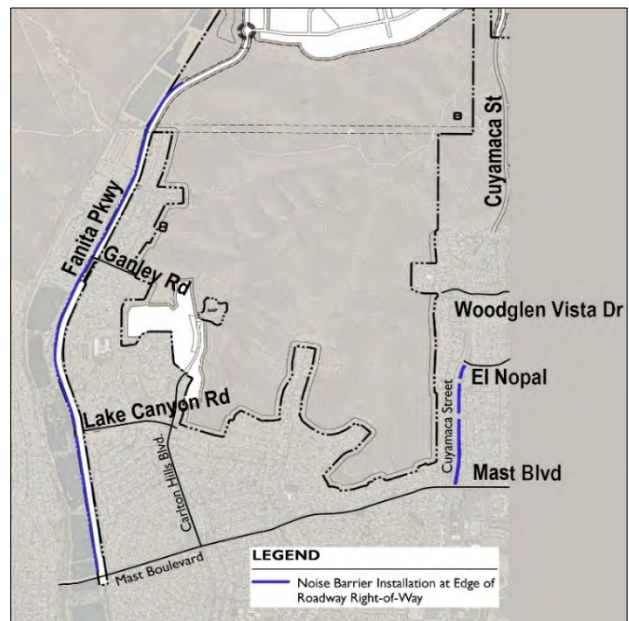 Cuyamaca St
Fanita Pkwy
Ganley Rd
Woodglen Vista Dr
El Nopal
Cuyamaca Street
Lake Canyon Rd
Carlton Hills Blvd.
Mast Blvd
Mast Boulevard
LEGEND
Noise Barrier Installation at Edge of
Roadway Right-of-Way